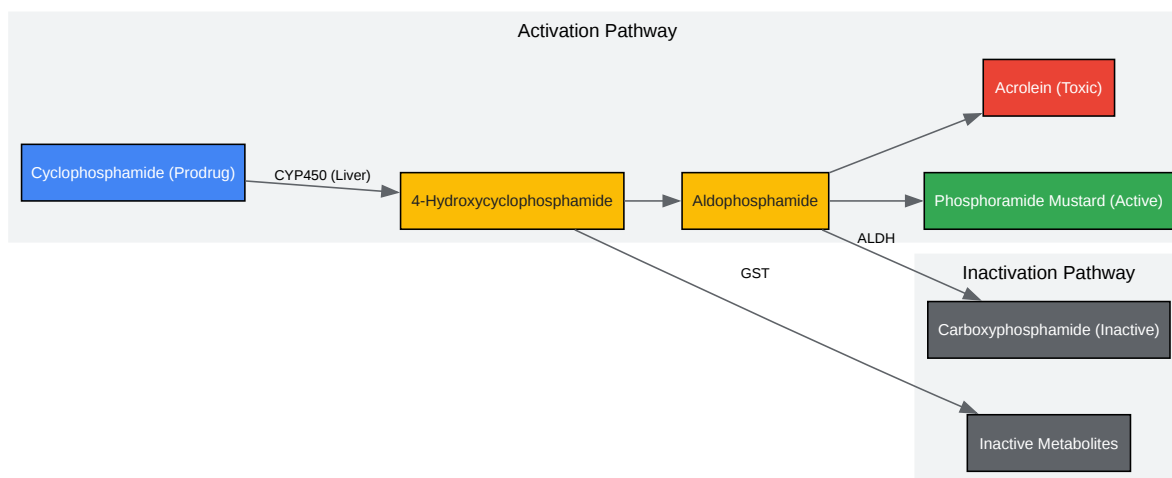 Activation Pathway
Acrolein (Toxic)
Cyclophosphamide (Prodrug)
CYP450 (Liver)
4-Hydroxycyclophosphamide
Aldophosphamide
Phosphoramide Mustard (Active)
ALDH
GST
Inactivation Pathway
Carboxyphosphamide (Inactive)
Inactive Metabolites